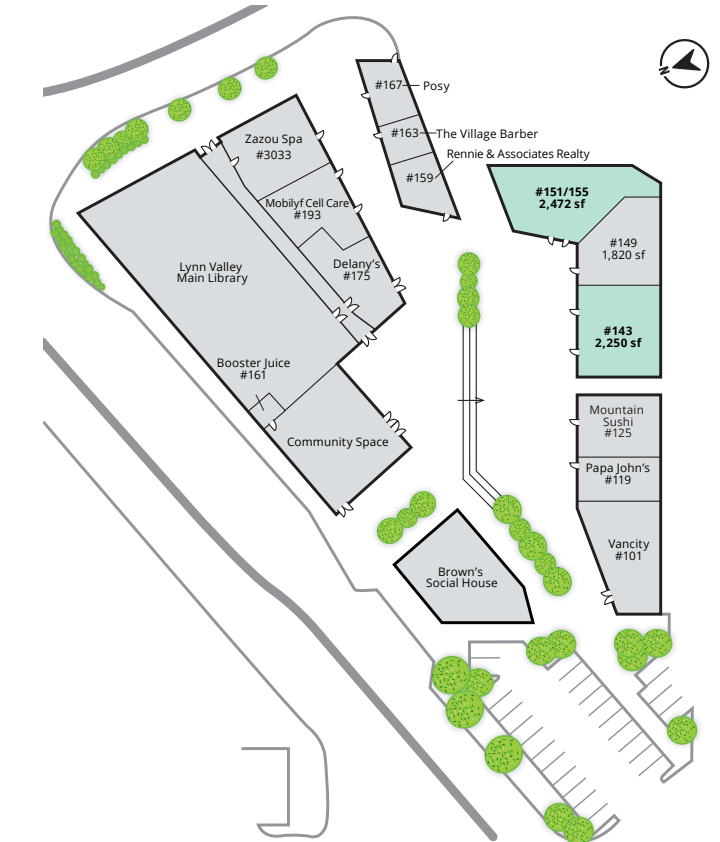 N
#167
Posy
#163
The Village Barber
Rennie & Associates Realty
#159
Zazou Spa
#3033
Mobilyf Cell Care
#193
Delany's
#175
Lynn Valley
Main Library
Booster Juice
#161
Community Space
#151/155
2,472 sf
#149
1,820 sf
#143
2,250 sf
Mountain
Sushi
#125
Papa John's
#119
Vancity
#101
Brown's
Social House